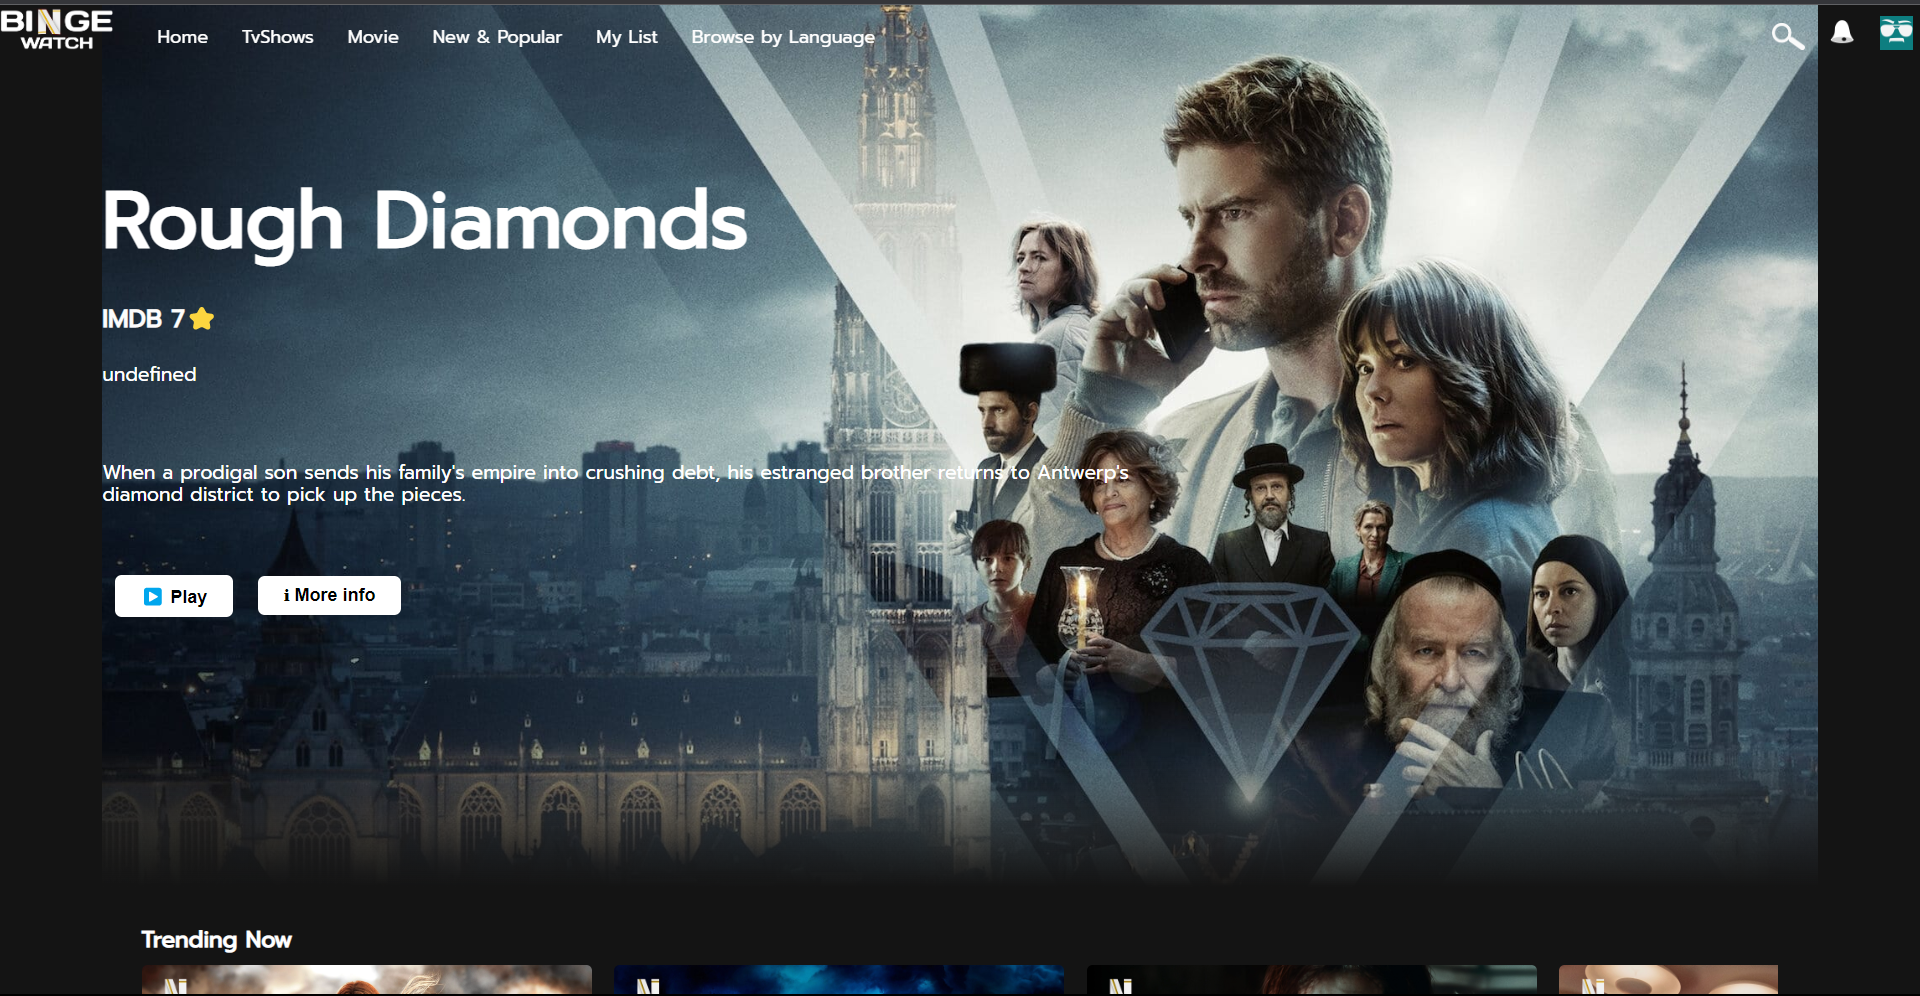 BINGE
WATCH
Home TvShows Movie New & Popular My List Browse by Language
Rough Diamonds
IMDB 7
undefined
When a prodigal son sends his family's empire into crushing debt, his estranged brother returns to Antwerp's
diamond district to pick up the pieces.
Play
i More info
Trending Now
N
N
N
N